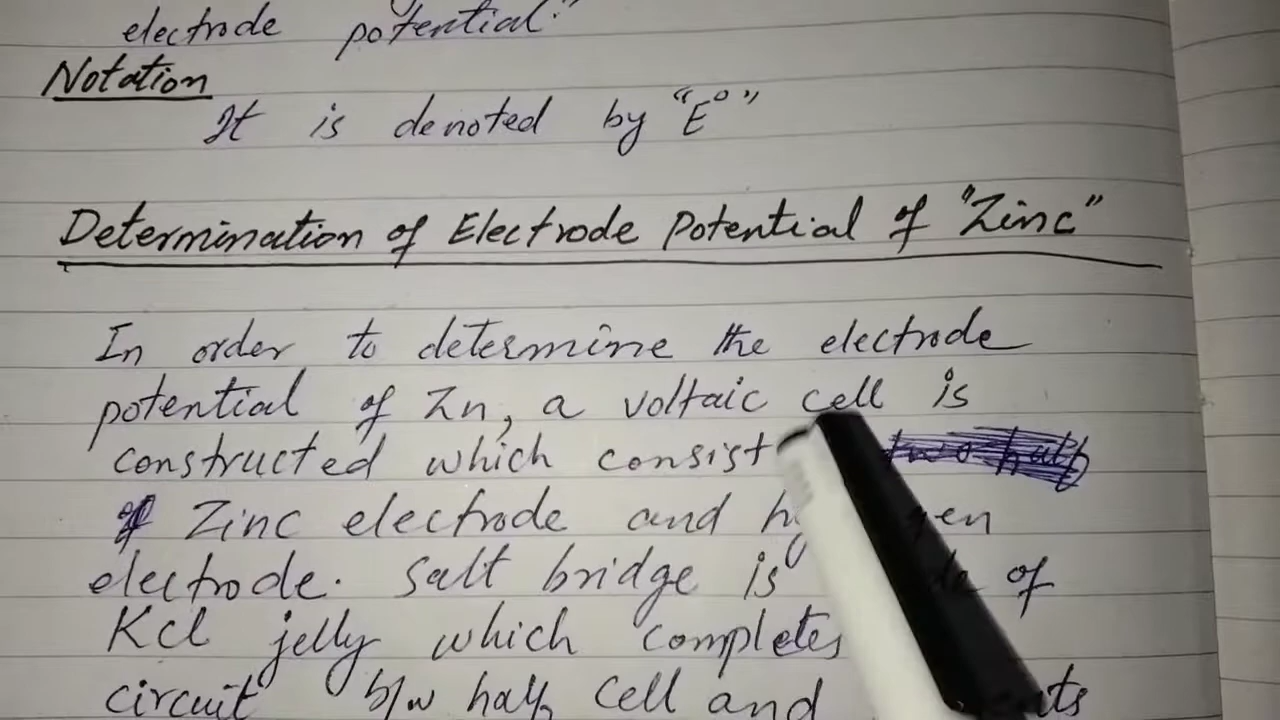 electrode potential."
Notation
It is denoted by "E°"
Determination of Electrode Potential of "Zinc"
In order to determine the electrode
potential of Zn, a voltaic cell is
constructed which consist
of Zinc electrode and
electrode. Salt bridge is of
KCl jelly which completes
circuit b/w half cell and